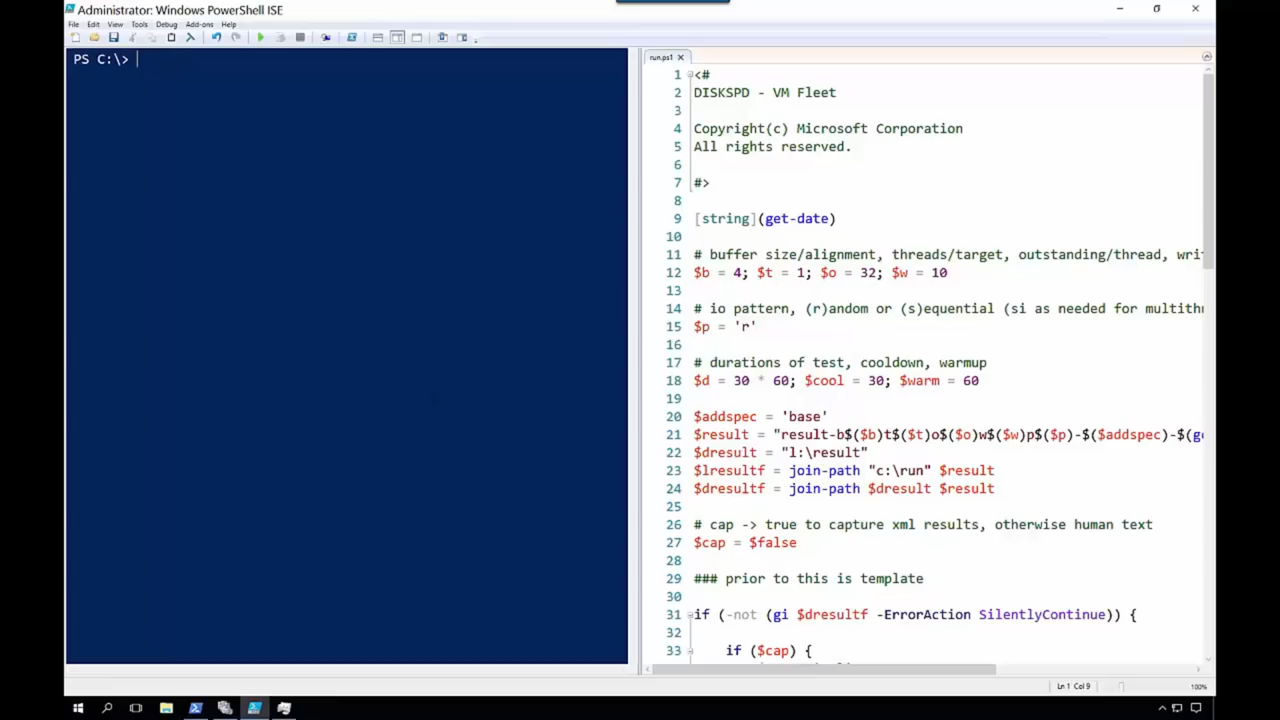 Administrator: Windows PowerShell ISE
File Edit View Tools Debug Add-ons Help
PS C:\>
run.ps1
1 <#
2 DISKSPD - VM Fleet
3
4 Copyright(c) Microsoft Corporation
5 All rights reserved.
6
7 #>
8
9 [string](get-date)
10
11 # buffer size/alignment, threads/target, outstanding/thread, wri
12 $b = 4; $t = 1; $o = 32; $w = 10
13
14 # io pattern, (r)andom or (s)equential (si as needed for multith
15 $p = 'r'
16
17 # durations of test, cooldown, warmup
18 $d = 30 * 60; $cool = 30; $warm = 60
19
20 $addspec = 'base'
21 $result = "result-b$($b)t$($t)o$($o)w$($w)p$($p)-$($addspec)-$(g
22 $dresult = "l:\result"
23 $lresultf = join-path "c:\run" $result
24 $dresultf = join-path $dresult $result
25
26 # cap -> true to capture xml results, otherwise human text
27 $cap = $false
28
29 ### prior to this is template
30
31 if (-not (gi $dresultf -ErrorAction SilentlyContinue)) {
32
33 if ($cap) {
Ln 1 Col 9
100%